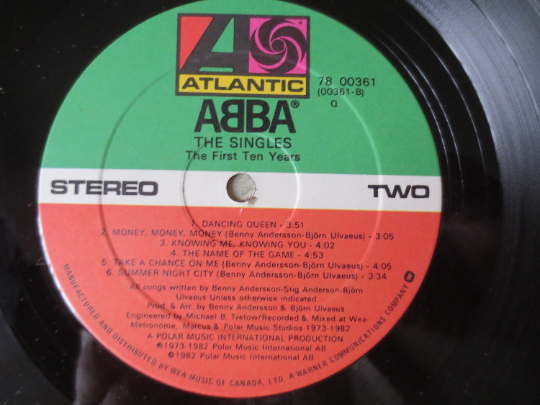 ATLANTIC
78 00361
(00361-B)
Q
ABBA®
THE SINGLES
The First Ten Years
STEREO TWO
1. DANCING QUEEN - 3:51
2. MONEY, MONEY, MONEY (Benny Andersson-Björn Ulvaeus) - 3:05
3. KNOWING ME, KNOWING YOU - 4:02
4. THE NAME OF THE GAME - 4:53
5. TAKE A CHANCE ON ME (Benny Andersson-Björn Ulvaeus) - 4:05
6. SUMMER NIGHT CITY (Benny Andersson-Björn Ulvaeus) - 3:34
All songs written by Benny Andersson-Stig Anderson-Björn
Ulvaeus Unless otherwise indicated
Prod. & Arr. by Benny Andersson & Björn Ulvaeus
Engineered by Michael B. Tretow/Recorded & Mixed at Wea-
Metronome, Marcus & Polar Music Studios 1973-1982
A POLAR MUSIC INTERNATIONAL PRODUCTION
℗1973-1982 Polar Music International AB
©1982 Polar Music International AB
MANUFACTURED AND DISTRIBUTED BY WEA MUSIC OF CANADA, LTD. A WARNER COMMUNICATIONS COMPANY